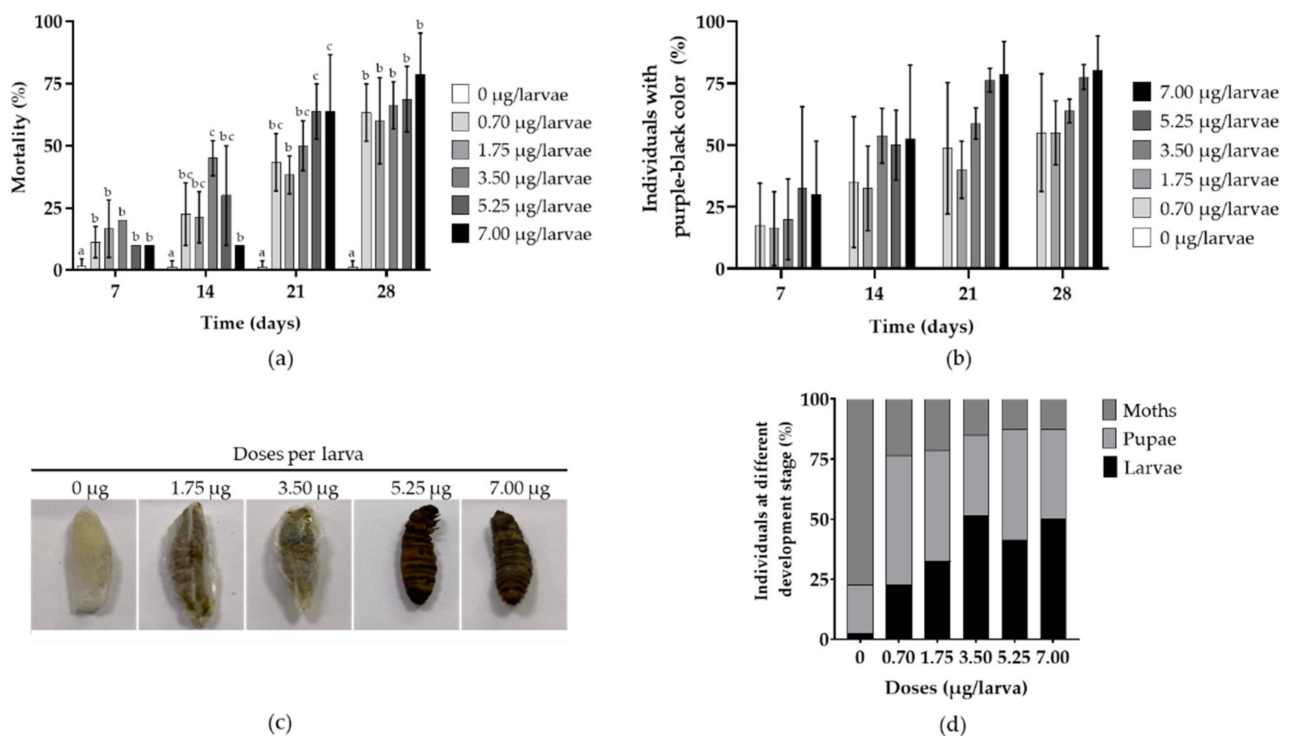 100
75
50
25
0
Mortality (%)
a b b b b b
a bc bc c bc b
a bc b bc c c
a b b b b b
7 14 21 28
Time (days)
0 µg/larvae
0.70 µg/larvae
1.75 µg/larvae
3.50 µg/larvae
5.25 µg/larvae
7.00 µg/larvae
(a)
100
75
50
25
0
Individuals with
purple-black color (%)
7 14 21 28
Time (days)
7.00 µg/larvae
5.25 µg/larvae
3.50 µg/larvae
1.75 µg/larvae
0.70 µg/larvae
0 µg/larvae
(b)
Doses per larva
0 µg 1.75 µg 3.50 µg 5.25 µg 7.00 µg
(c)
100
75
50
25
0
Individuals at different
development stage (%)
0 0.70 1.75 3.50 5.25 7.00
Doses (µg/larva)
Moths
Pupae
Larvae
(d)